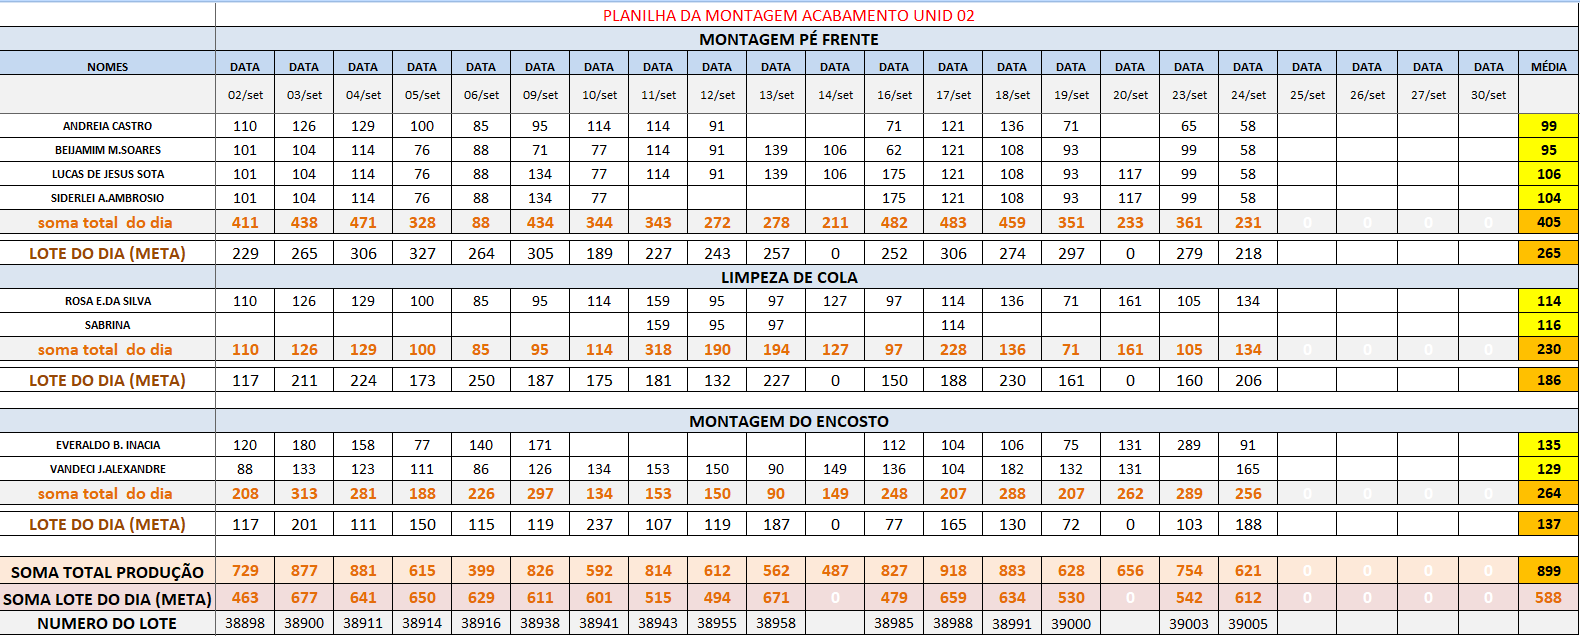 PLANILHA DA MONTAGEM ACABAMENTO UNID 02
MONTAGEM PÉ FRENTE
NOMES DATA DATA DATA DATA DATA DATA DATA DATA DATA DATA DATA DATA DATA DATA DATA DATA DATA DATA DATA DATA DATA DATA MÉDIA
02/set 03/set 04/set 05/set 06/set 09/set 10/set 11/set 12/set 13/set 14/set 16/set 17/set 18/set 19/set 20/set 23/set 24/set 25/set 26/set 27/set 30/set
ANDREIA CASTRO 110 126 129 100 85 95 114 114 91 71 121 136 71 65 58 99
BEIJAMIM M.SOARES 101 104 114 76 88 71 77 114 91 139 106 62 121 108 93 99 58 95
LUCAS DE JESUS SOTA 101 104 114 76 88 134 77 114 91 139 106 175 121 108 93 117 99 58 106
SIDERLEI A.AMBROSIO 101 104 114 76 88 134 77 175 121 108 93 117 99 58 104
soma total do dia 411 438 471 328 88 434 344 343 272 278 211 482 483 459 351 233 361 231 0 0 0 0 405
LOTE DO DIA (META) 229 265 306 327 264 305 189 227 243 257 0 252 306 274 297 0 279 218 265
LIMPEZA DE COLA
ROSA E.DA SILVA 110 126 129 100 85 95 114 159 95 97 127 97 114 136 71 161 105 134 114
SABRINA 159 95 97 114 116
soma total do dia 110 126 129 100 85 95 114 318 190 194 127 97 228 136 71 161 105 134 0 0 0 0 230
LOTE DO DIA (META) 117 211 224 173 250 187 175 181 132 227 0 150 188 230 161 0 160 206 186
MONTAGEM DO ENCOSTO
EVERALDO B. INACIA 120 180 158 77 140 171 112 104 106 75 131 289 91 135
VANDECI J.ALEXANDRE 88 133 123 111 86 126 134 153 150 90 149 136 104 182 132 131 165 129
soma total do dia 208 313 281 188 226 297 134 153 150 90 149 248 207 288 207 262 289 256 0 0 0 0 264
LOTE DO DIA (META) 117 201 111 150 115 119 237 107 119 187 0 77 165 130 72 0 103 188 137
SOMA TOTAL PRODUÇÃO 729 877 881 615 399 826 592 814 612 562 487 827 918 883 628 656 754 621 0 0 0 0 899
SOMA LOTE DO DIA (META) 463 677 641 650 629 611 601 515 494 671 0 479 659 634 530 0 542 612 0 0 0 0 588
NUMERO DO LOTE 38898 38900 38911 38914 38916 38938 38941 38943 38955 38958 38985 38988 38991 39000 39003 39005